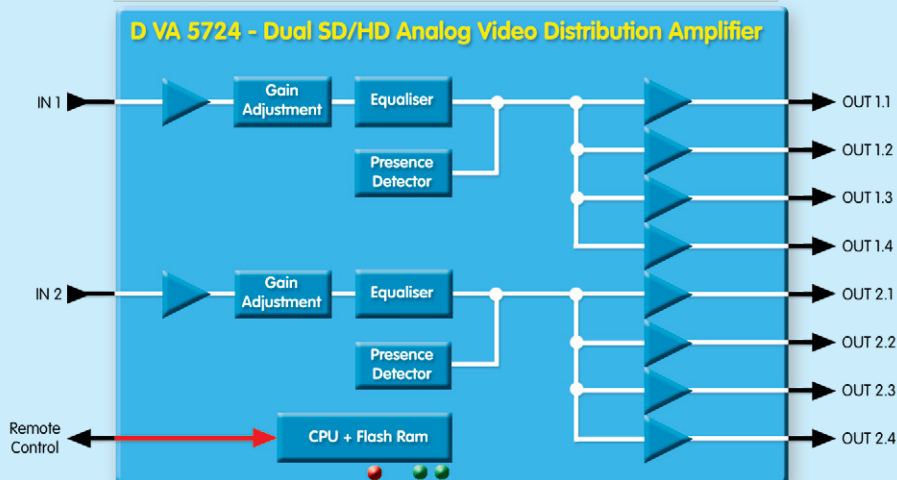 D VA 5724 - Dual SD/HD Analog Video Distribution Amplifier
IN 1
Gain
Adjustment
Equaliser
Presence
Detector
OUT 1.1
OUT 1.2
OUT 1.3
OUT 1.4
IN 2
Gain
Adjustment
Equaliser
Presence
Detector
OUT 2.1
OUT 2.2
OUT 2.3
OUT 2.4
Remote
Control
CPU + Flash Ram